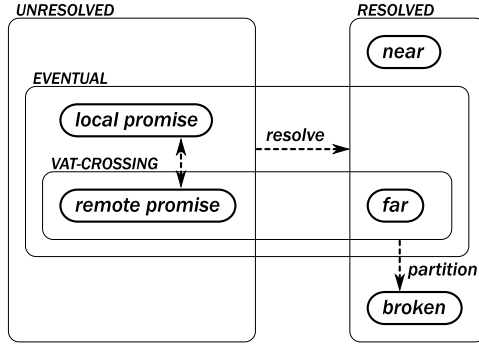 UNRESOLVED
RESOLVED
near
EVENTUAL
local promise
resolve
VAT-CROSSING
remote promise
far
partition
broken